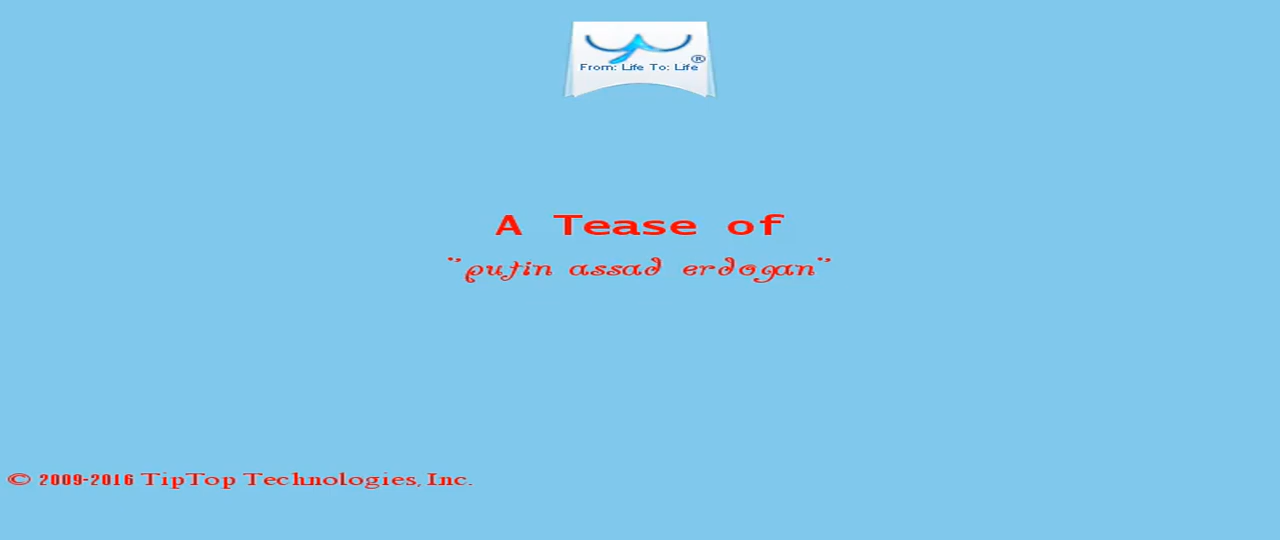 From: Life To: Life ®
A Tease of
"putin assad erdogan"
© 2009-2016 TipTop Technologies, Inc.